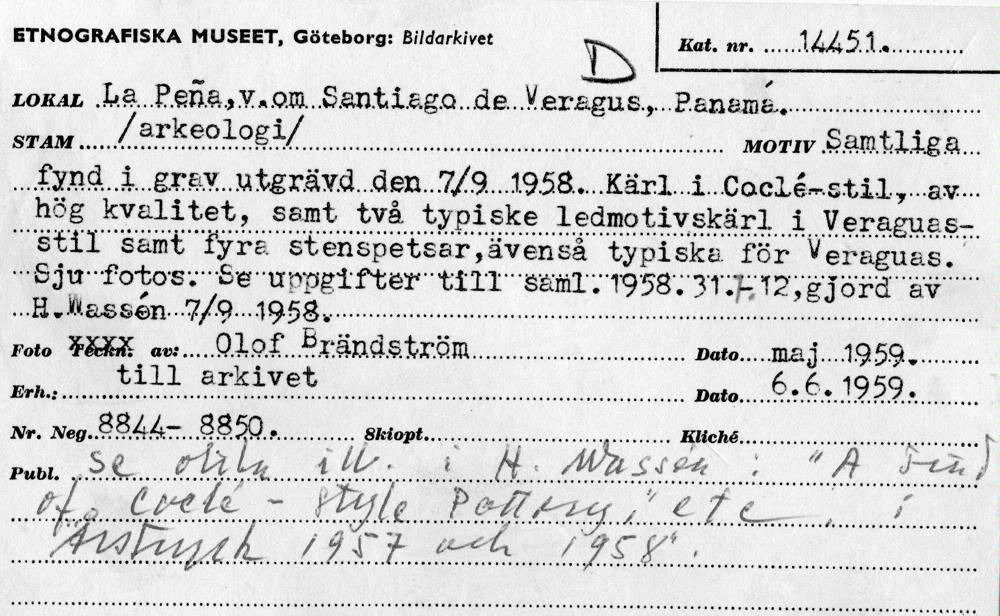 ETNOGRAFISKA MUSEET, Göteborg: Bildarkivet
D
Kat. nr. 14451.
LOKAL La Peña, v.om Santiago de Veragus, Panamá.
STAM /arkeologi/ MOTIV Samtliga
fynd i grav utgrävd den 7/9 1958. Kärl i Coclé-stil, av
hög kvalitet, samt två typiske ledmotivskärl i Veraguas-
stil samt fyra stenspetsar, ävenså typiska för Veraguas.
Sju fotos. Se uppgifter till saml. 1958.31.1-12, gjord av
H. Wassén 7/9 1958.
Foto Teckn. av: Olof Brändström Dato maj 1959.
Erh.: till arkivet Dato 6.6.1959.
Nr. Neg. 8844- 8850. Skiopt. Kliché
Publ. se olika ill. i H. Wassén: "A Find
of Coclé-Style Pottery," etc, i
"Årstryck 1957 och 1958".